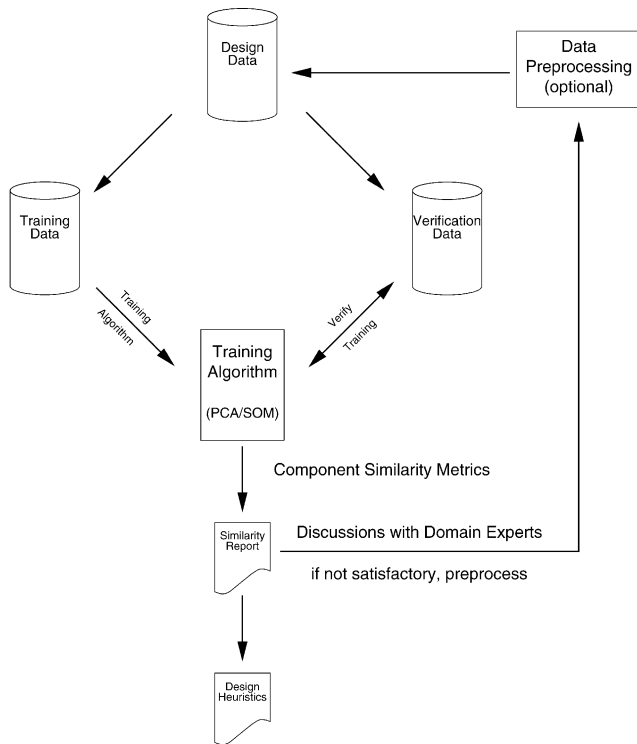 Design
Data
Data
Preprocessing
(optional)
Training
Data
Verification
Data
Training
Algorithm
Verify
Training
Training
Algorithm
(PCA/SOM)
Component Similarity Metrics
Similarity
Report
Discussions with Domain Experts
if not satisfactory, preprocess
Design
Heuristics